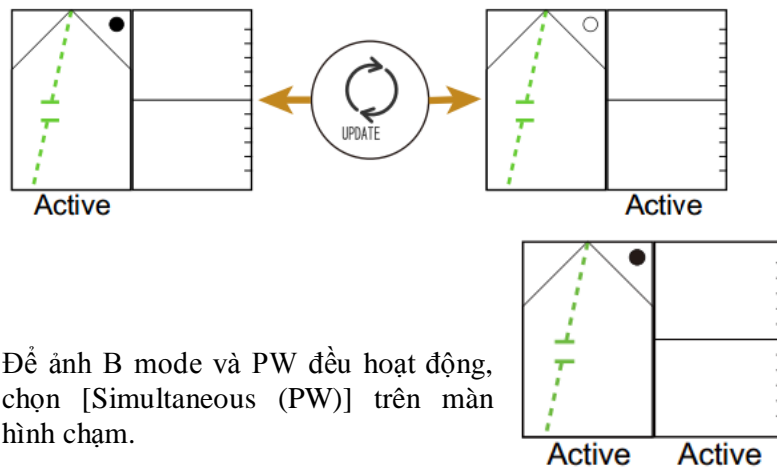 UPDATE
Active
Active
Để ảnh B mode và PW đều hoạt động,
chọn [Simultaneous (PW)] trên màn
hình chạm.
Active
Active